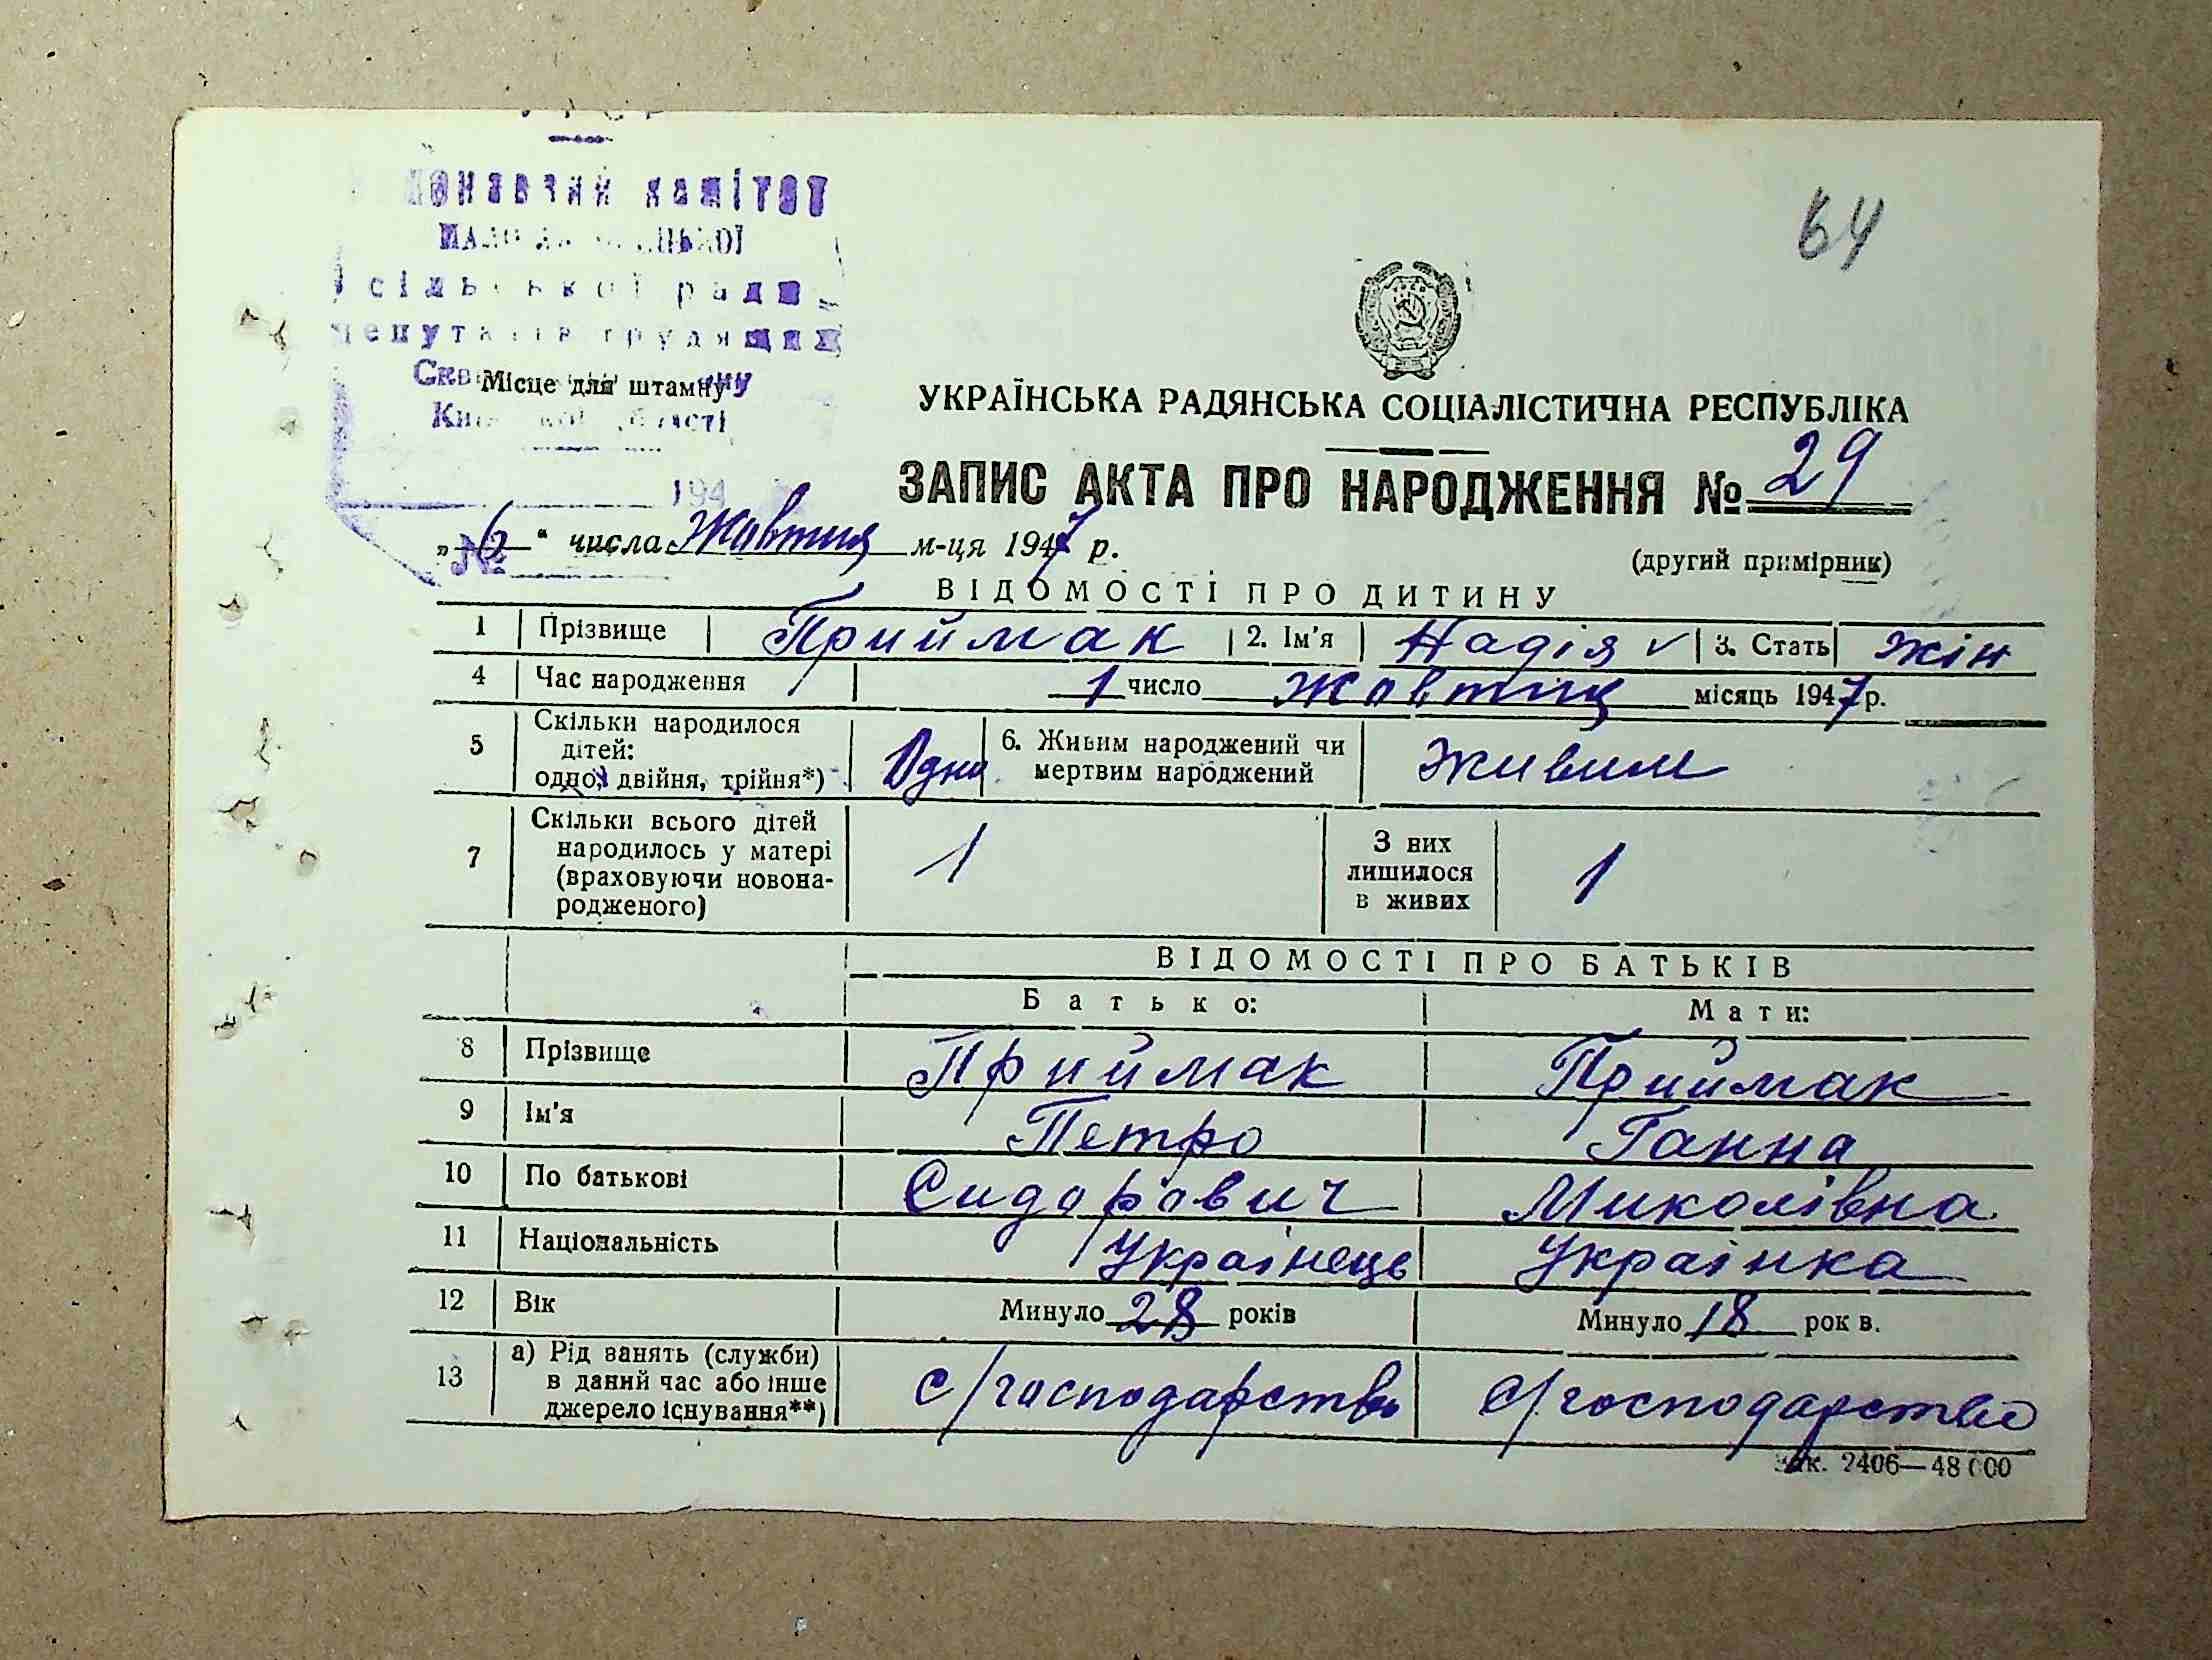 комітет
сільської ради
депутатів трудящих
Місце для штампу
області
194
№
64
УКРАЇНСЬКА РАДЯНСЬКА СОЦІАЛІСТИЧНА РЕСПУБЛІКА
ЗАПИС АКТА ПРО НАРОДЖЕННЯ № 29
„6“ числа Жовтня м-ця 1947 р.
(другий примірник)
ВІДОМОСТІ ПРО ДИТИНУ
1 Прізвище Приймак 2. Ім'я Надія ✓ 3. Стать жін
4 Час народження 1 число жовтня місяць 1947 р.
5 Скільки народилося дітей: одно, двійня, трійня*) Одна 6. Живим народжений чи мертвим народжений Живим
7 Скільки всього дітей народилось у матері (враховуючи новонародженого) 1 З них лишилося в живих 1
ВІДОМОСТІ ПРО БАТЬКІВ
Батько: Мати:
8 Прізвище Приймак Приймак
9 Ім'я Петро Ганна
10 По батькові Сидорович Миколівна
11 Національність Українець Українка
12 Вік Минуло 28 років Минуло 18 рок в.
13 а) Рід занять (служби) в даний час або інше джерело існування**) с/господарство с/господарство
Зак. 2406—48 000